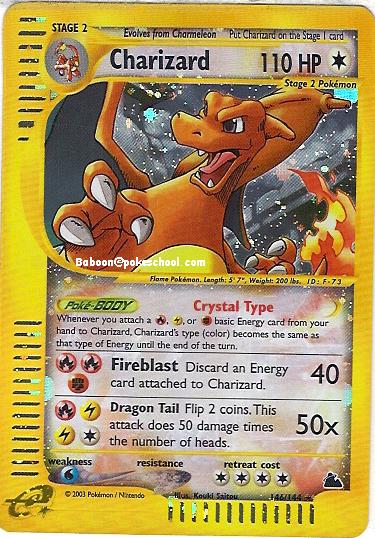 STAGE 2
Evolves from Charmeleon Put Charizard on the Stage 1 card
Charizard 110 HP
Stage 2 Pokémon
Baboon@pokeschool.com
Flame Pokémon. Length: 5' 7", Weight: 200 lbs. ID: F-73
Poké-BODY Crystal Type
Whenever you attach a , , or basic Energy card from your
hand to Charizard, Charizard's type (color) becomes the same as
that type of Energy until the end of the turn.
Fireblast Discard an Energy 40
card attached to Charizard.
Dragon Tail Flip 2 coins. This 50x
attack does 50 damage times
the number of heads.
weakness resistance retreat cost
© 2003 Pokémon / Nintendo Illus. Kouki Saitou 146/144